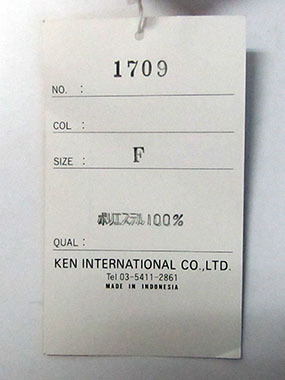 1709
NO. :
COL :
SIZE : F
ポリエステル100%
QUAL :
KEN INTERNATIONAL CO.,LTD.
Tel 03-5411-2861
MADE IN INDONESIA